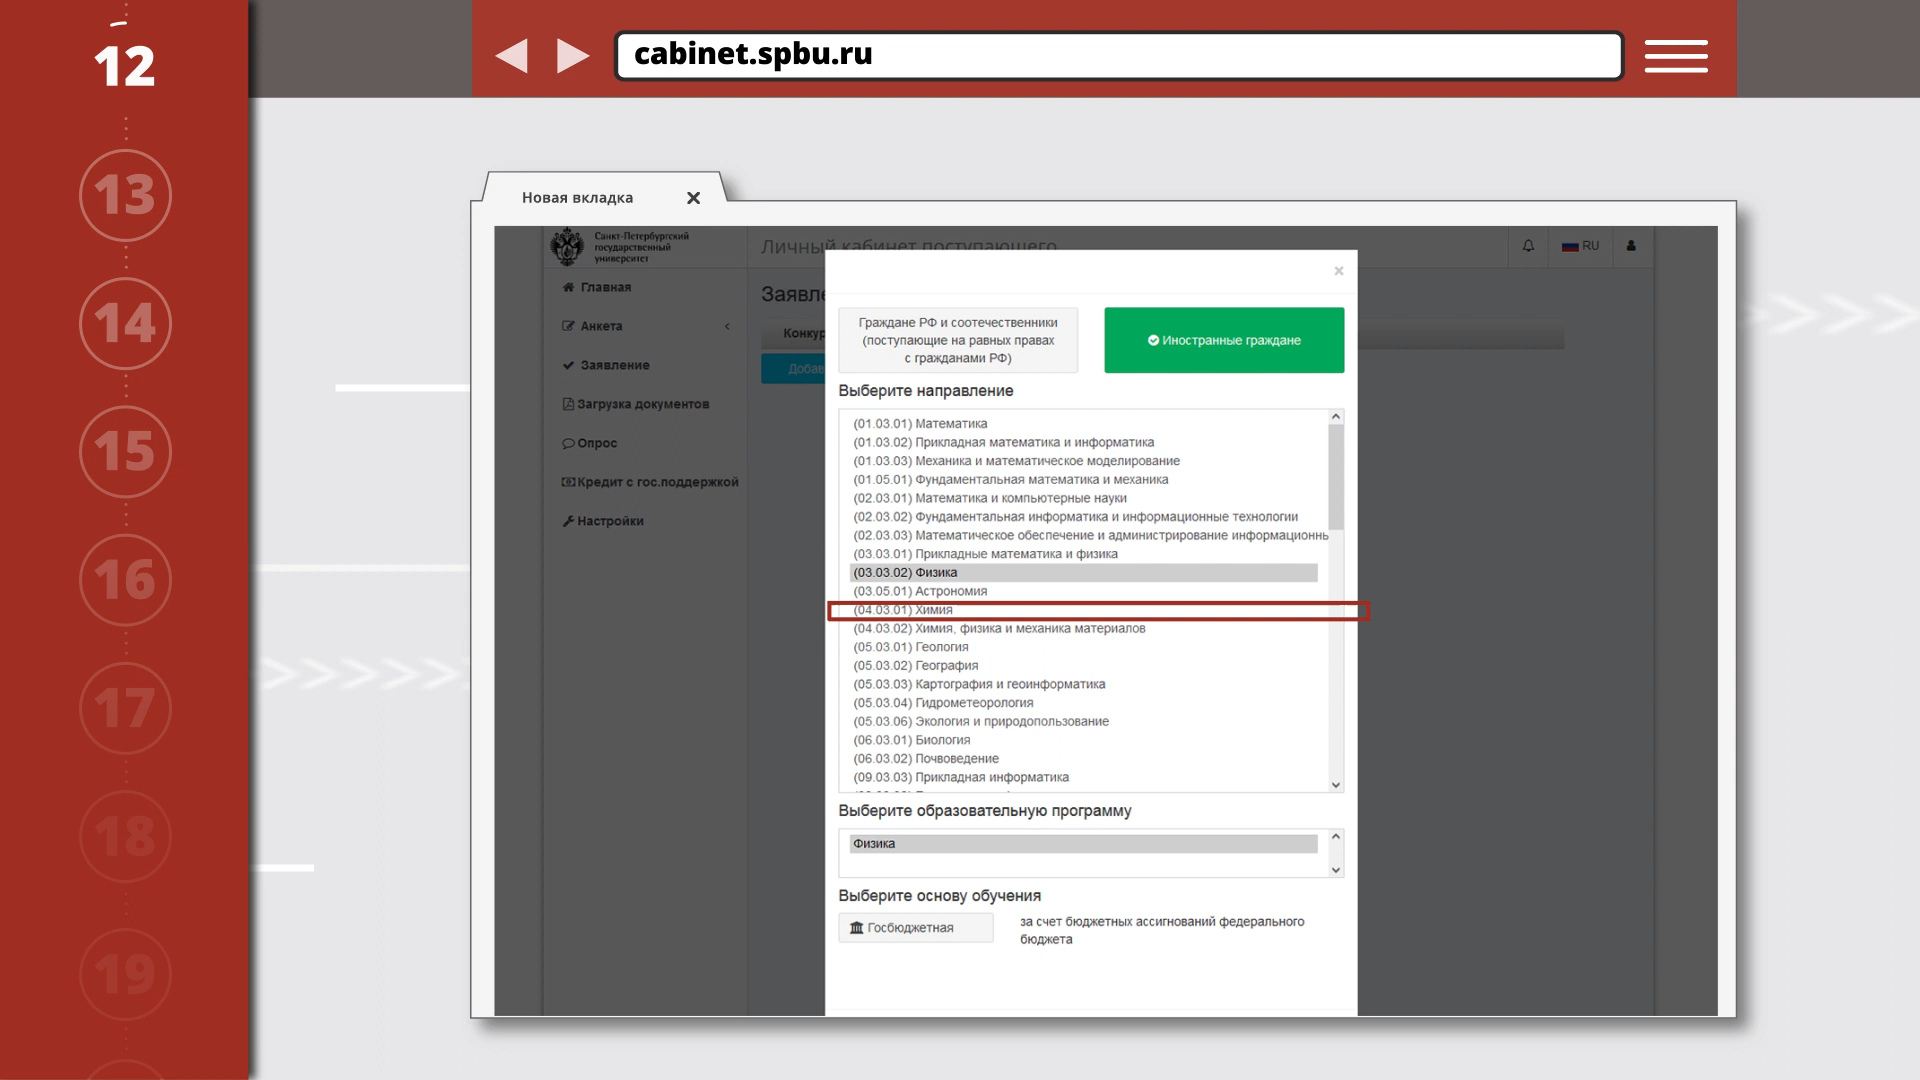 12
13
14
15
16
17
18
19
cabinet.spbu.ru
Новая вкладка
Санкт-Петербургский
государственный
университет
Личный кабинет поступающего
RU
Главная
Анкета
Заявление
Загрузка документов
Опрос
Кредит с гос.поддержкой
Настройки
Заявле
Конкур
Добав
Граждане РФ и соотечественники
(поступающие на равных правах
с гражданами РФ)
Иностранные граждане
Выберите направление
(01.03.01) Математика
(01.03.02) Прикладная математика и информатика
(01.03.03) Механика и математическое моделирование
(01.05.01) Фундаментальная математика и механика
(02.03.01) Математика и компьютерные науки
(02.03.02) Фундаментальная информатика и информационные технологии
(02.03.03) Математическое обеспечение и администрирование информационнь
(03.03.01) Прикладные математика и физика
(03.03.02) Физика
(03.05.01) Астрономия
(04.03.01) Химия
(04.03.02) Химия, физика и механика материалов
(05.03.01) Геология
(05.03.02) География
(05.03.03) Картография и геоинформатика
(05.03.04) Гидрометеорология
(05.03.06) Экология и природопользование
(06.03.01) Биология
(06.03.02) Почвоведение
(09.03.03) Прикладная информатика
Выберите образовательную программу
Физика
Выберите основу обучения
Госбюджетная
за счет бюджетных ассигнований федерального
бюджета